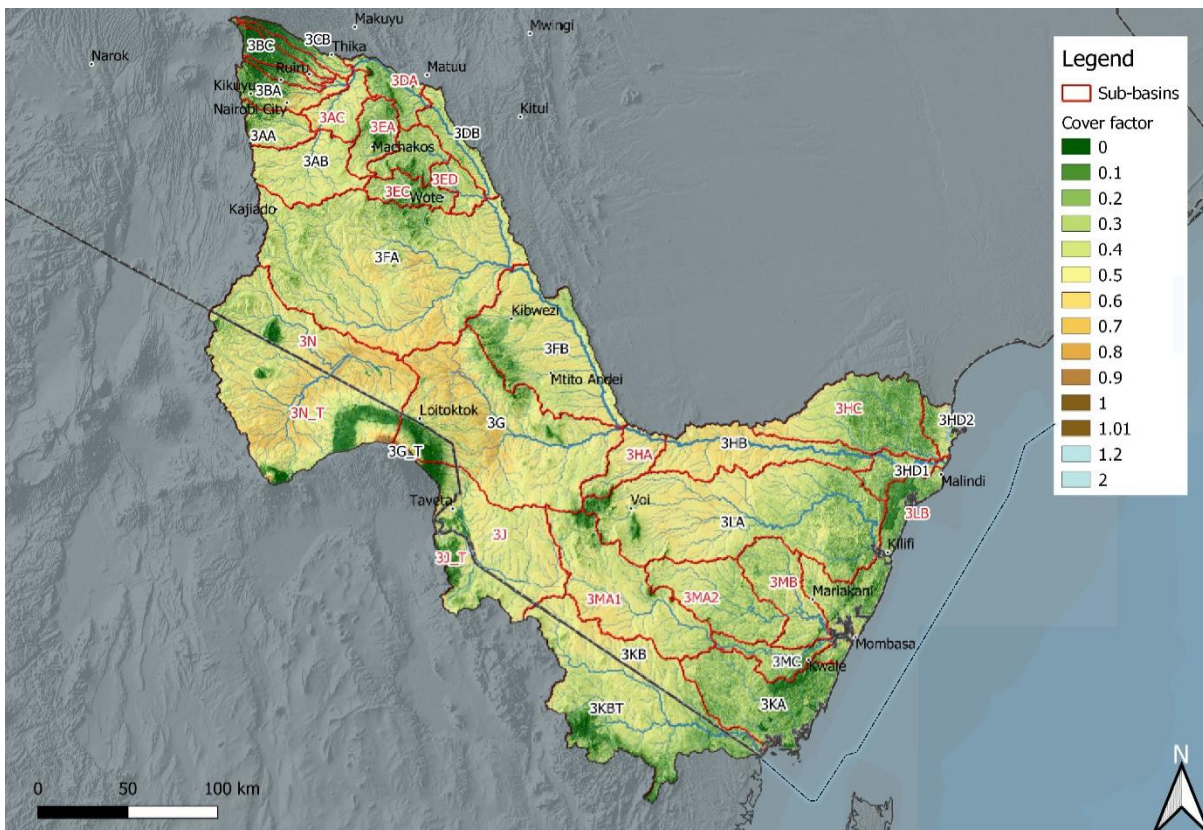 Makuyu
Mwingi
Narok
3BC
3CB
Thika
Ruiru
Matuu
3DA
Kikuyu
3BA
Nairobi City
3AC
3EA
Kitui
3DB
3AA
Machakos
3AB
3ED
3EC
Wote
Kajiado
3FA
Kibwezi
3N
3FB
Mtito Andei
3N_T
Loitoktok
3G
3HC
3HD2
3G_T
3HA
3HB
3HD1
Malindi
Taveta
Voi
3LA
3LB
3J
Kilifi
3J_T
3MB
Mariakani
3MA1
3MA2
Mombasa
3KB
3MC
Kwale
3KA
3KBT
Legend
Sub-basins
Cover factor
0
0.1
0.2
0.3
0.4
0.5
0.6
0.7
0.8
0.9
1
1.01
1.2
2
0 50 100 km
N